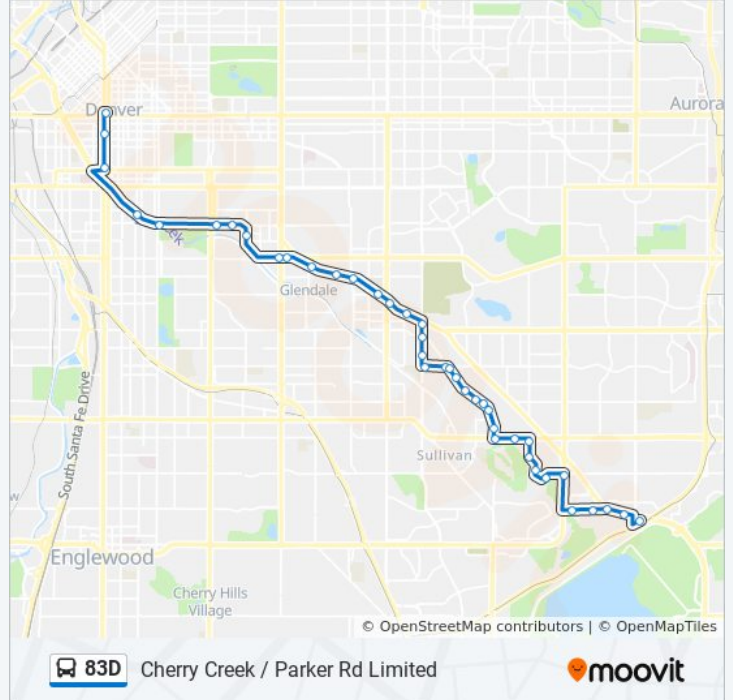 Denver
Aurora
ek
Glendale
South Santa Fe Drive
Sullivan
w
Englewood
Cherry Hills
Village
© OpenStreetMap contributors | © OpenMapTiles
83D Cherry Creek / Parker Rd Limited
moovit